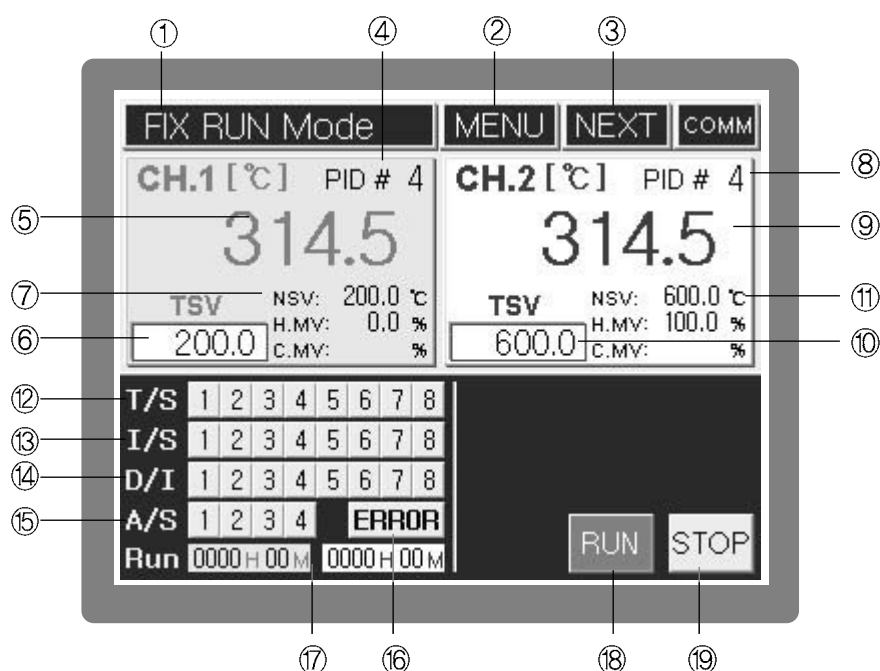 ① ④ ② ③
FIX RUN Mode MENU NEXT COMM
CH.1 [℃] PID # 4 CH.2 [℃] PID # 4 ⑧
⑤ 314.5 314.5 ⑨
⑦ TSV NSV: 200.0 ℃ TSV NSV: 600.0 ℃ ⑪
H.MV: 0.0 % H.MV: 100.0 %
⑥ 200.0 C.MV: % 600.0 C.MV: % ⑩
⑫ T/S 1 2 3 4 5 6 7 8
⑬ I/S 1 2 3 4 5 6 7 8
⑭ D/I 1 2 3 4 5 6 7 8
⑮ A/S 1 2 3 4 ERROR
Run 0000 H 00 M 0000 H 00 M RUN STOP
⑰ ⑯ ⑱ ⑲